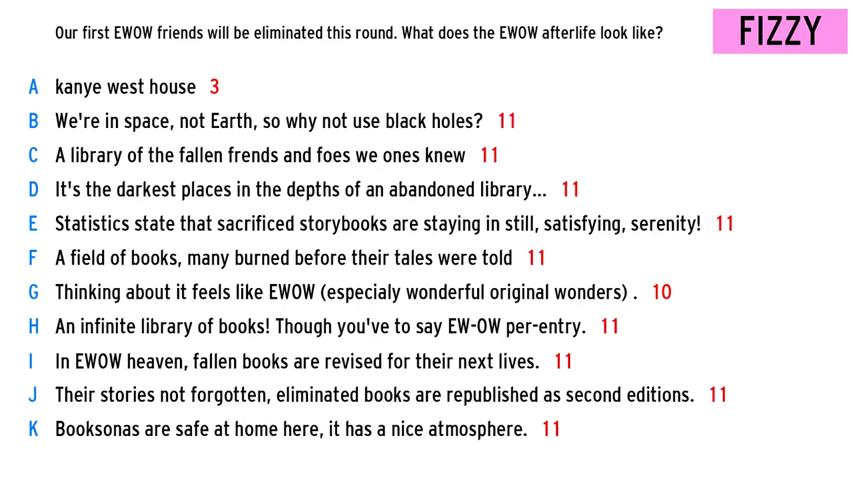 Our first EWOW friends will be eliminated this round. What does the EWOW afterlife look like?
FIZZY
A kanye west house 3
B We're in space, not Earth, so why not use black holes? 11
C A library of the fallen frends and foes we ones knew 11
D It's the darkest places in the depths of an abandoned library... 11
E Statistics state that sacrificed storybooks are staying in still, satisfying, serenity! 11
F A field of books, many burned before their tales were told 11
G Thinking about it feels like EWOW (especialy wonderful original wonders) . 10
H An infinite library of books! Though you've to say EW-OW per-entry. 11
I In EWOW heaven, fallen books are revised for their next lives. 11
J Their stories not forgotten, eliminated books are republished as second editions. 11
K Booksonas are safe at home here, it has a nice atmosphere. 11